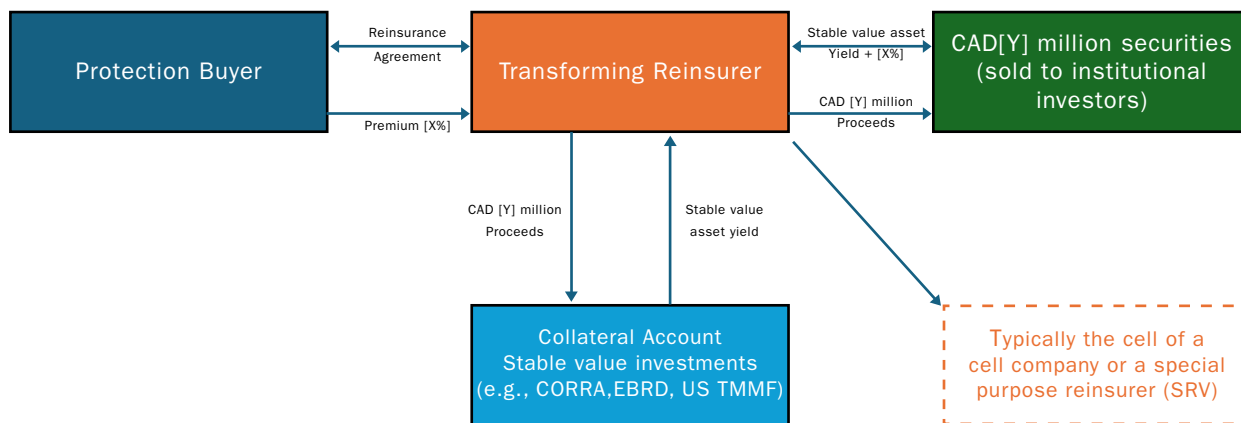 Protection Buyer
Reinsurance
Agreement
Premium [X%]
Transforming Reinsurer
Stable value asset
Yield + [X%]
CAD [Y] million
Proceeds
CAD[Y] million securities
(sold to institutional
investors)
CAD [Y] million
Proceeds
Stable value
asset yield
Collateral Account
Stable value investments
(e.g., CORRA,EBRD, US TMMF)
Typically the cell of a
cell company or a special
purpose reinsurer (SRV)